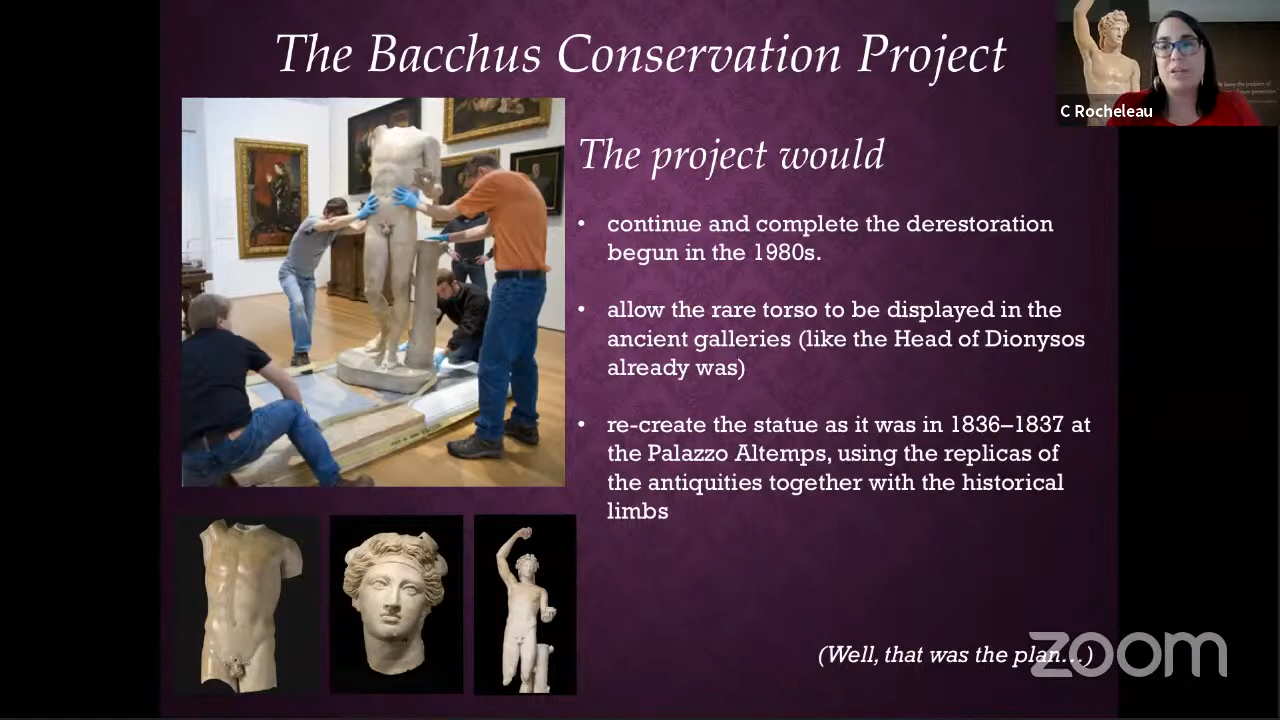 The Bacchus Conservation Project
C Rocheleau
The project would
• continue and complete the derestoration
begun in the 1980s.
• allow the rare torso to be displayed in the
ancient galleries (like the Head of Dionysos
already was)
• re-create the statue as it was in 1836–1837 at
the Palazzo Altemps, using the replicas of
the antiquities together with the historical
limbs
(Well, that was the plan…)
zoom